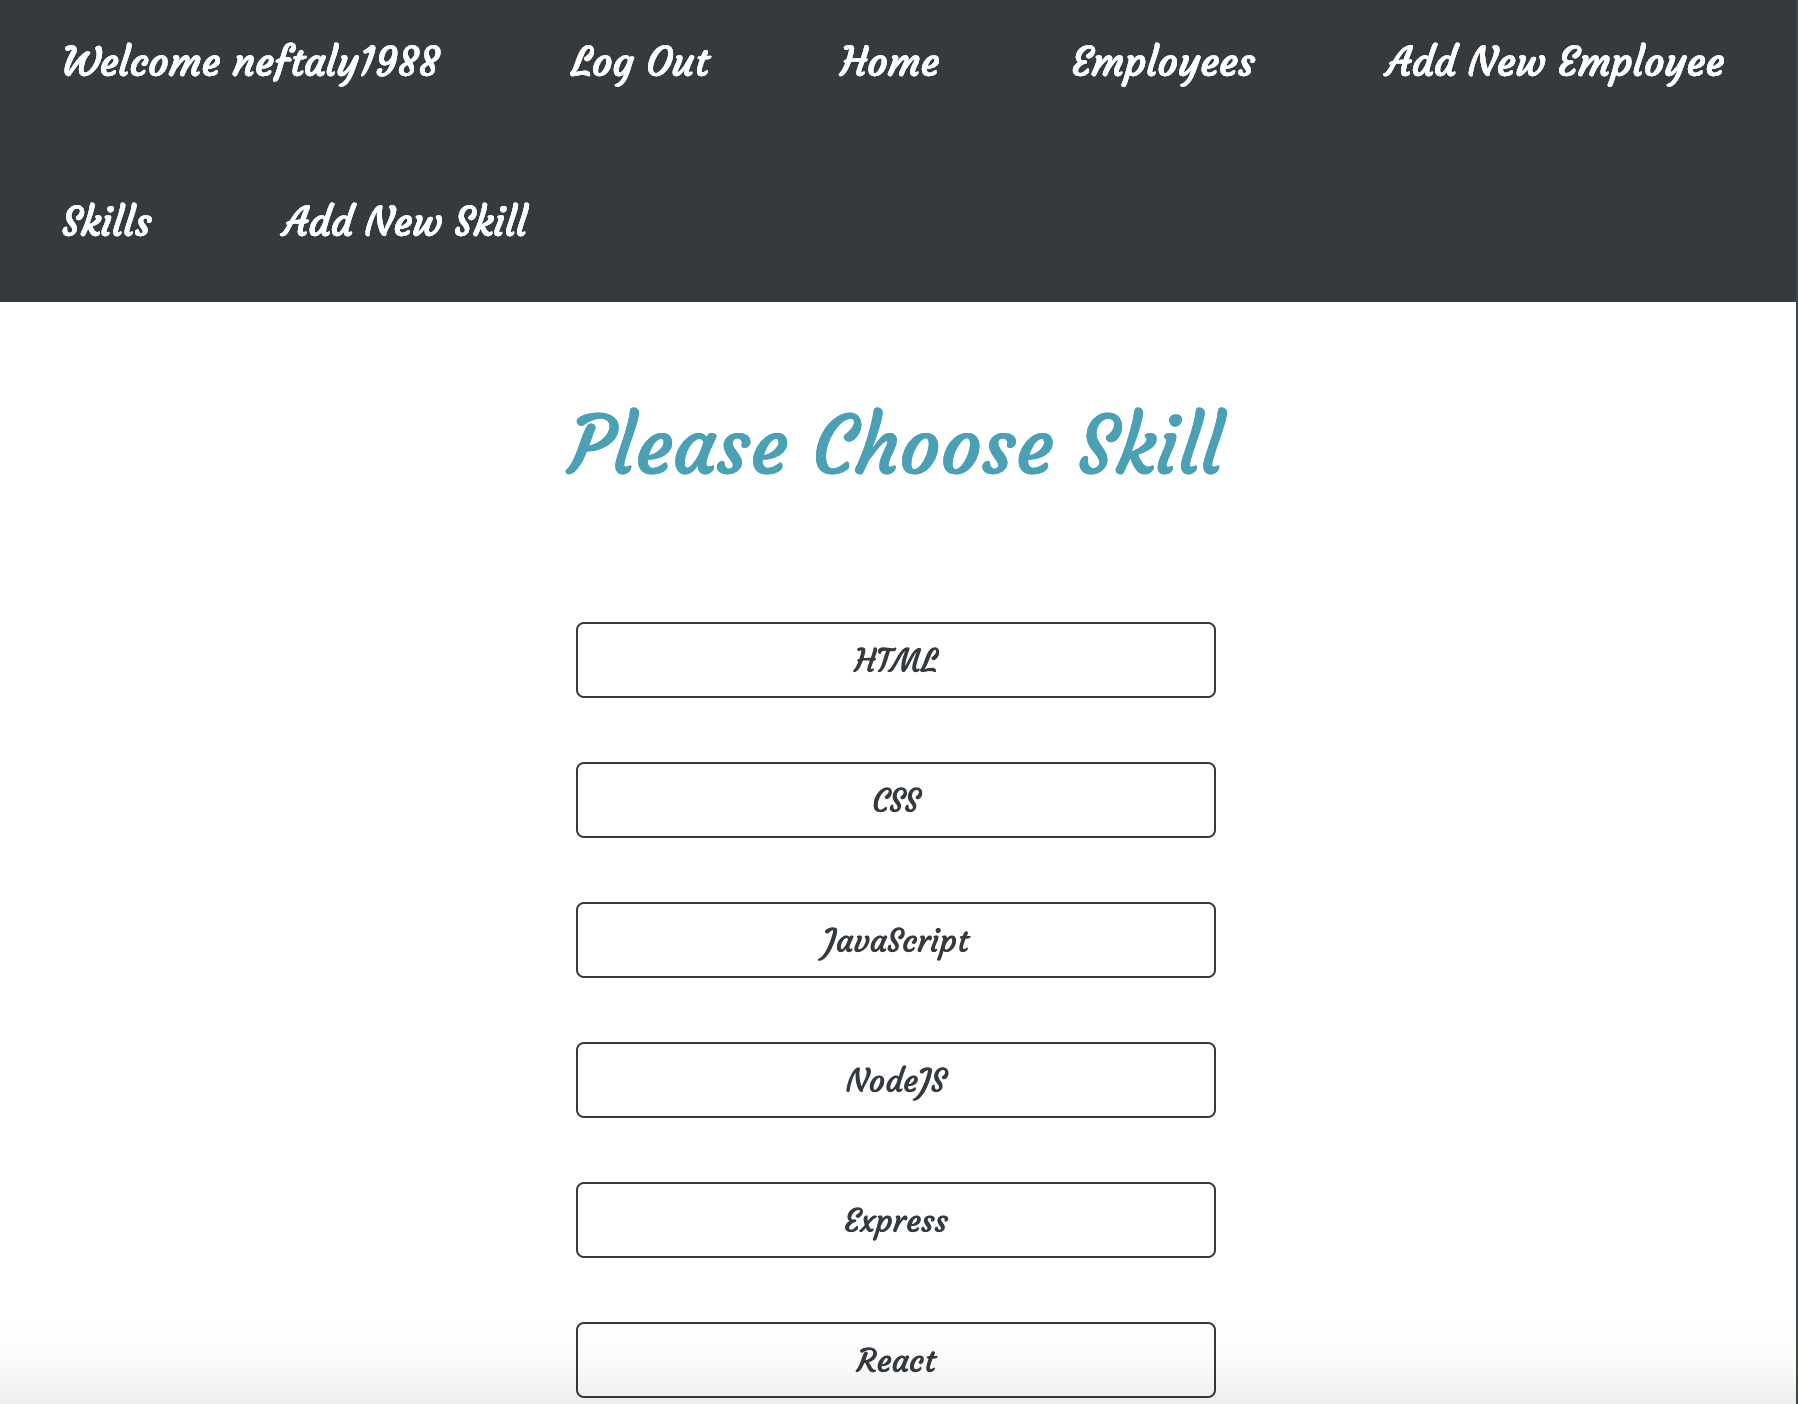 Welcome neftaly1988 Log Out Home Employees Add New Employee
Skills Add New Skill
Please Choose Skill
HTML
CSS
JavaScript
NodeJS
Express
React